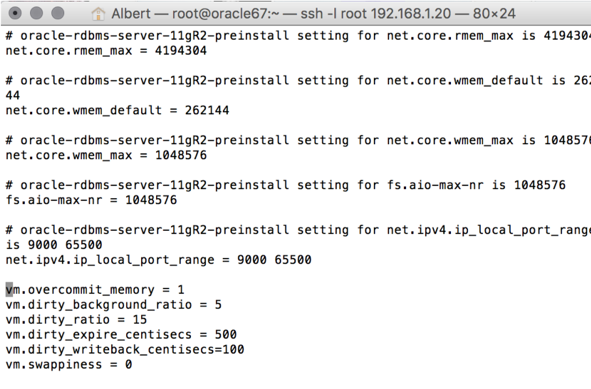 Albert — root@oracle67:~ — ssh -l root 192.168.1.20 — 80×24
# oracle-rdbms-server-11gR2-preinstall setting for net.core.rmem_max is 4194304
net.core.rmem_max = 4194304
# oracle-rdbms-server-11gR2-preinstall setting for net.core.wmem_default is 262
44
net.core.wmem_default = 262144
# oracle-rdbms-server-11gR2-preinstall setting for net.core.wmem_max is 1048576
net.core.wmem_max = 1048576
# oracle-rdbms-server-11gR2-preinstall setting for fs.aio-max-nr is 1048576
fs.aio-max-nr = 1048576
# oracle-rdbms-server-11gR2-preinstall setting for net.ipv4.ip_local_port_range
is 9000 65500
net.ipv4.ip_local_port_range = 9000 65500
vm.overcommit_memory = 1
vm.dirty_background_ratio = 5
vm.dirty_ratio = 15
vm.dirty_expire_centisecs = 500
vm.dirty_writeback_centisecs=100
vm.swappiness = 0